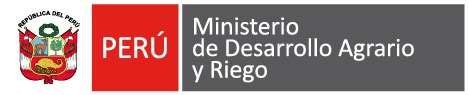 REPÚBLICA DEL PERÚ
PERÚ
Ministerio
de Desarrollo Agrario
y Riego